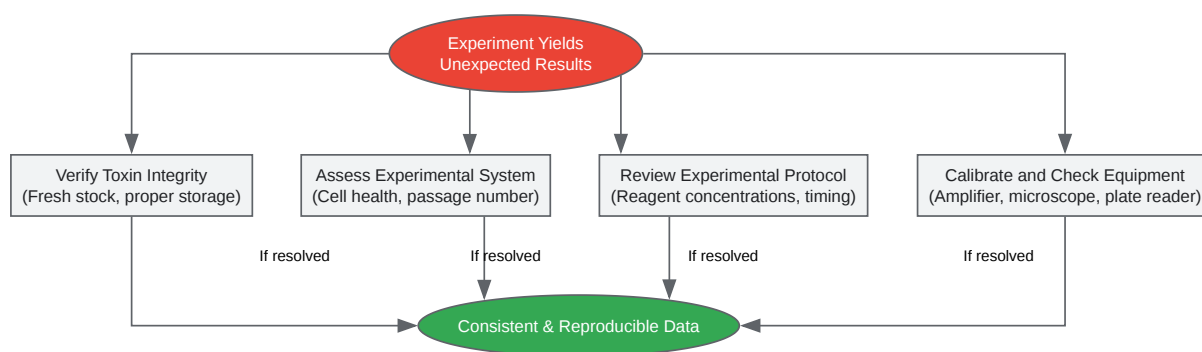 Experiment Yields
Unexpected Results
Verify Toxin Integrity
(Fresh stock, proper storage)
Assess Experimental System
(Cell health, passage number)
Review Experimental Protocol
(Reagent concentrations, timing)
Calibrate and Check Equipment
(Amplifier, microscope, plate reader)
If resolved
If resolved
If resolved
If resolved
Consistent & Reproducible Data